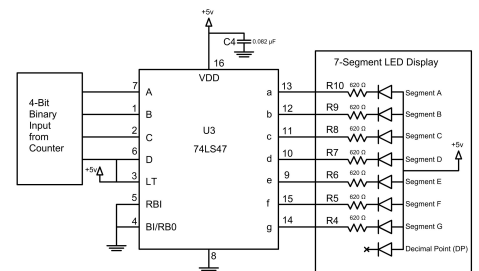 +5v
C4
0.082 µF
16
VDD
4-Bit
Binary
Input
from
Counter
7
A
1
B
2
C
6
D
+5v
3
LT
5
RBI
4
BI/RB0
U3
74LS47
8
a
13
b
12
c
11
d
10
e
9
f
15
g
14
7-Segment LED Display
R10
620 Ω
Segment A
R9
620 Ω
Segment B
R8
620 Ω
Segment C
R7
620 Ω
Segment D
R6
620 Ω
Segment E
R5
620 Ω
Segment F
R4
620 Ω
Segment G
Decimal Point (DP)
+5v